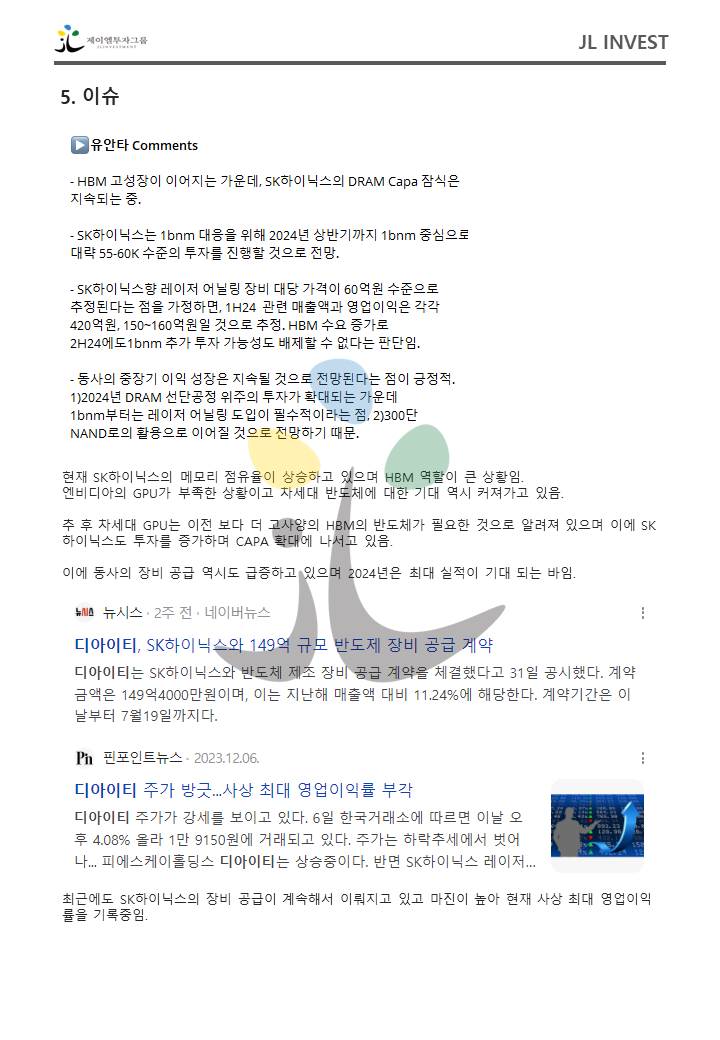 제이엘투자그룹
JL INVESTMENT
JL INVEST
5. 이슈
▶유안타 Comments
- HBM 고성장이 이어지는 가운데, SK하이닉스의 DRAM Capa 잠식은
지속되는 중.
- SK하이닉스는 1bnm 대응을 위해 2024년 상반기까지 1bnm 중심으로
대략 55-60K 수준의 투자를 진행할 것으로 전망.
- SK하이닉스향 레이저 어닐링 장비 대당 가격이 60억원 수준으로
추정된다는 점을 가정하면, 1H24 관련 매출액과 영업이익은 각각
420억원, 150~160억원일 것으로 추정. HBM 수요 증가로
2H24에도1bnm 추가 투자 가능성도 배제할 수 없다는 판단임.
- 동사의 중장기 이익 성장은 지속될 것으로 전망된다는 점이 긍정적.
1)2024년 DRAM 선단공정 위주의 투자가 확대되는 가운데
1bnm부터는 레이저 어닐링 도입이 필수적이라는 점, 2)300단
NAND로의 활용으로 이어질 것으로 전망하기 때문.
현재 SK하이닉스의 메모리 점유율이 상승하고 있으며 HBM 역할이 큰 상황임.
엔비디아의 GPU가 부족한 상황이고 차세대 반도체에 대한 기대 역시 커져가고 있음.
추 후 차세대 GPU는 이전 보다 더 고사양의 HBM의 반도체가 필요한 것으로 알려져 있으며 이에 SK
하이닉스도 투자를 증가하며 CAPA 확대에 나서고 있음.
이에 동사의 장비 공급 역시도 급증하고 있으며 2024년은 최대 실적이 기대 되는 바임.
뉴시스 뉴시스 · 2주 전 · 네이버뉴스
디아이티, SK하이닉스와 149억 규모 반도체 장비 공급 계약
디아이티는 SK하이닉스와 반도체 제조 장비 공급 계약을 체결했다고 31일 공시했다. 계약
금액은 149억4000만원이며, 이는 지난해 매출액 대비 11.24%에 해당한다. 계약기간은 이
날부터 7월19일까지다.
Pin 핀포인트뉴스 · 2023.12.06.
디아이티 주가 방긋...사상 최대 영업이익률 부각
디아이티 주가가 강세를 보이고 있다. 6일 한국거래소에 따르면 이날 오
후 4.08% 올라 1만 9150원에 거래되고 있다. 주가는 하락추세에서 벗어
나... 피에스케이홀딩스 디아이티는 상승중이다. 반면 SK하이닉스 레이저...
최근에도 SK하이닉스의 장비 공급이 계속해서 이뤄지고 있고 마진이 높아 현재 사상 최대 영업이익
률을 기록중임.